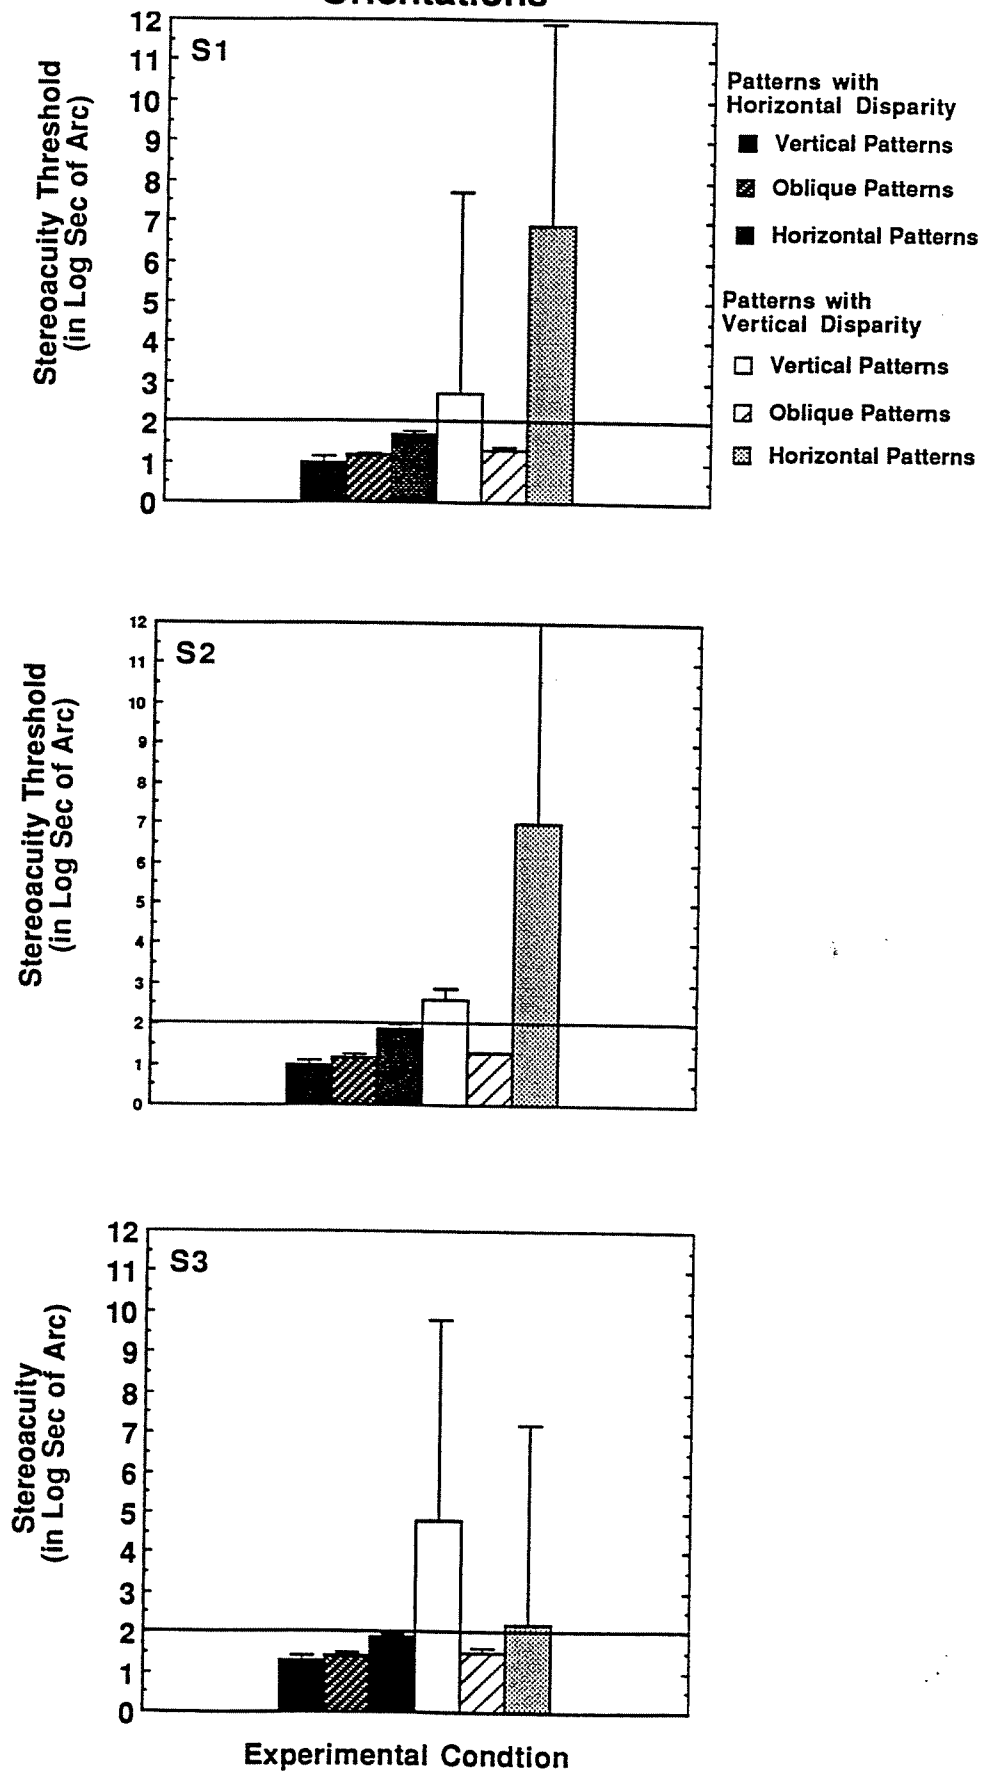 Orientations
12
11
10
9
8
7
6
5
4
3
2
1
0
S1
Stereoacuity Threshold
(in Log Sec of Arc)
Patterns with
Horizontal Disparity
Vertical Patterns
Oblique Patterns
Horizontal Patterns
Patterns with
Vertical Disparity
Vertical Patterns
Oblique Patterns
Horizontal Patterns
12
11
10
9
8
7
6
5
4
3
2
1
0
S2
Stereoacuity Threshold
(in Log Sec of Arc)
12
11
10
9
8
7
6
5
4
3
2
1
0
S3
Stereoacuity
(in Log Sec of Arc)
Experimental Condtion